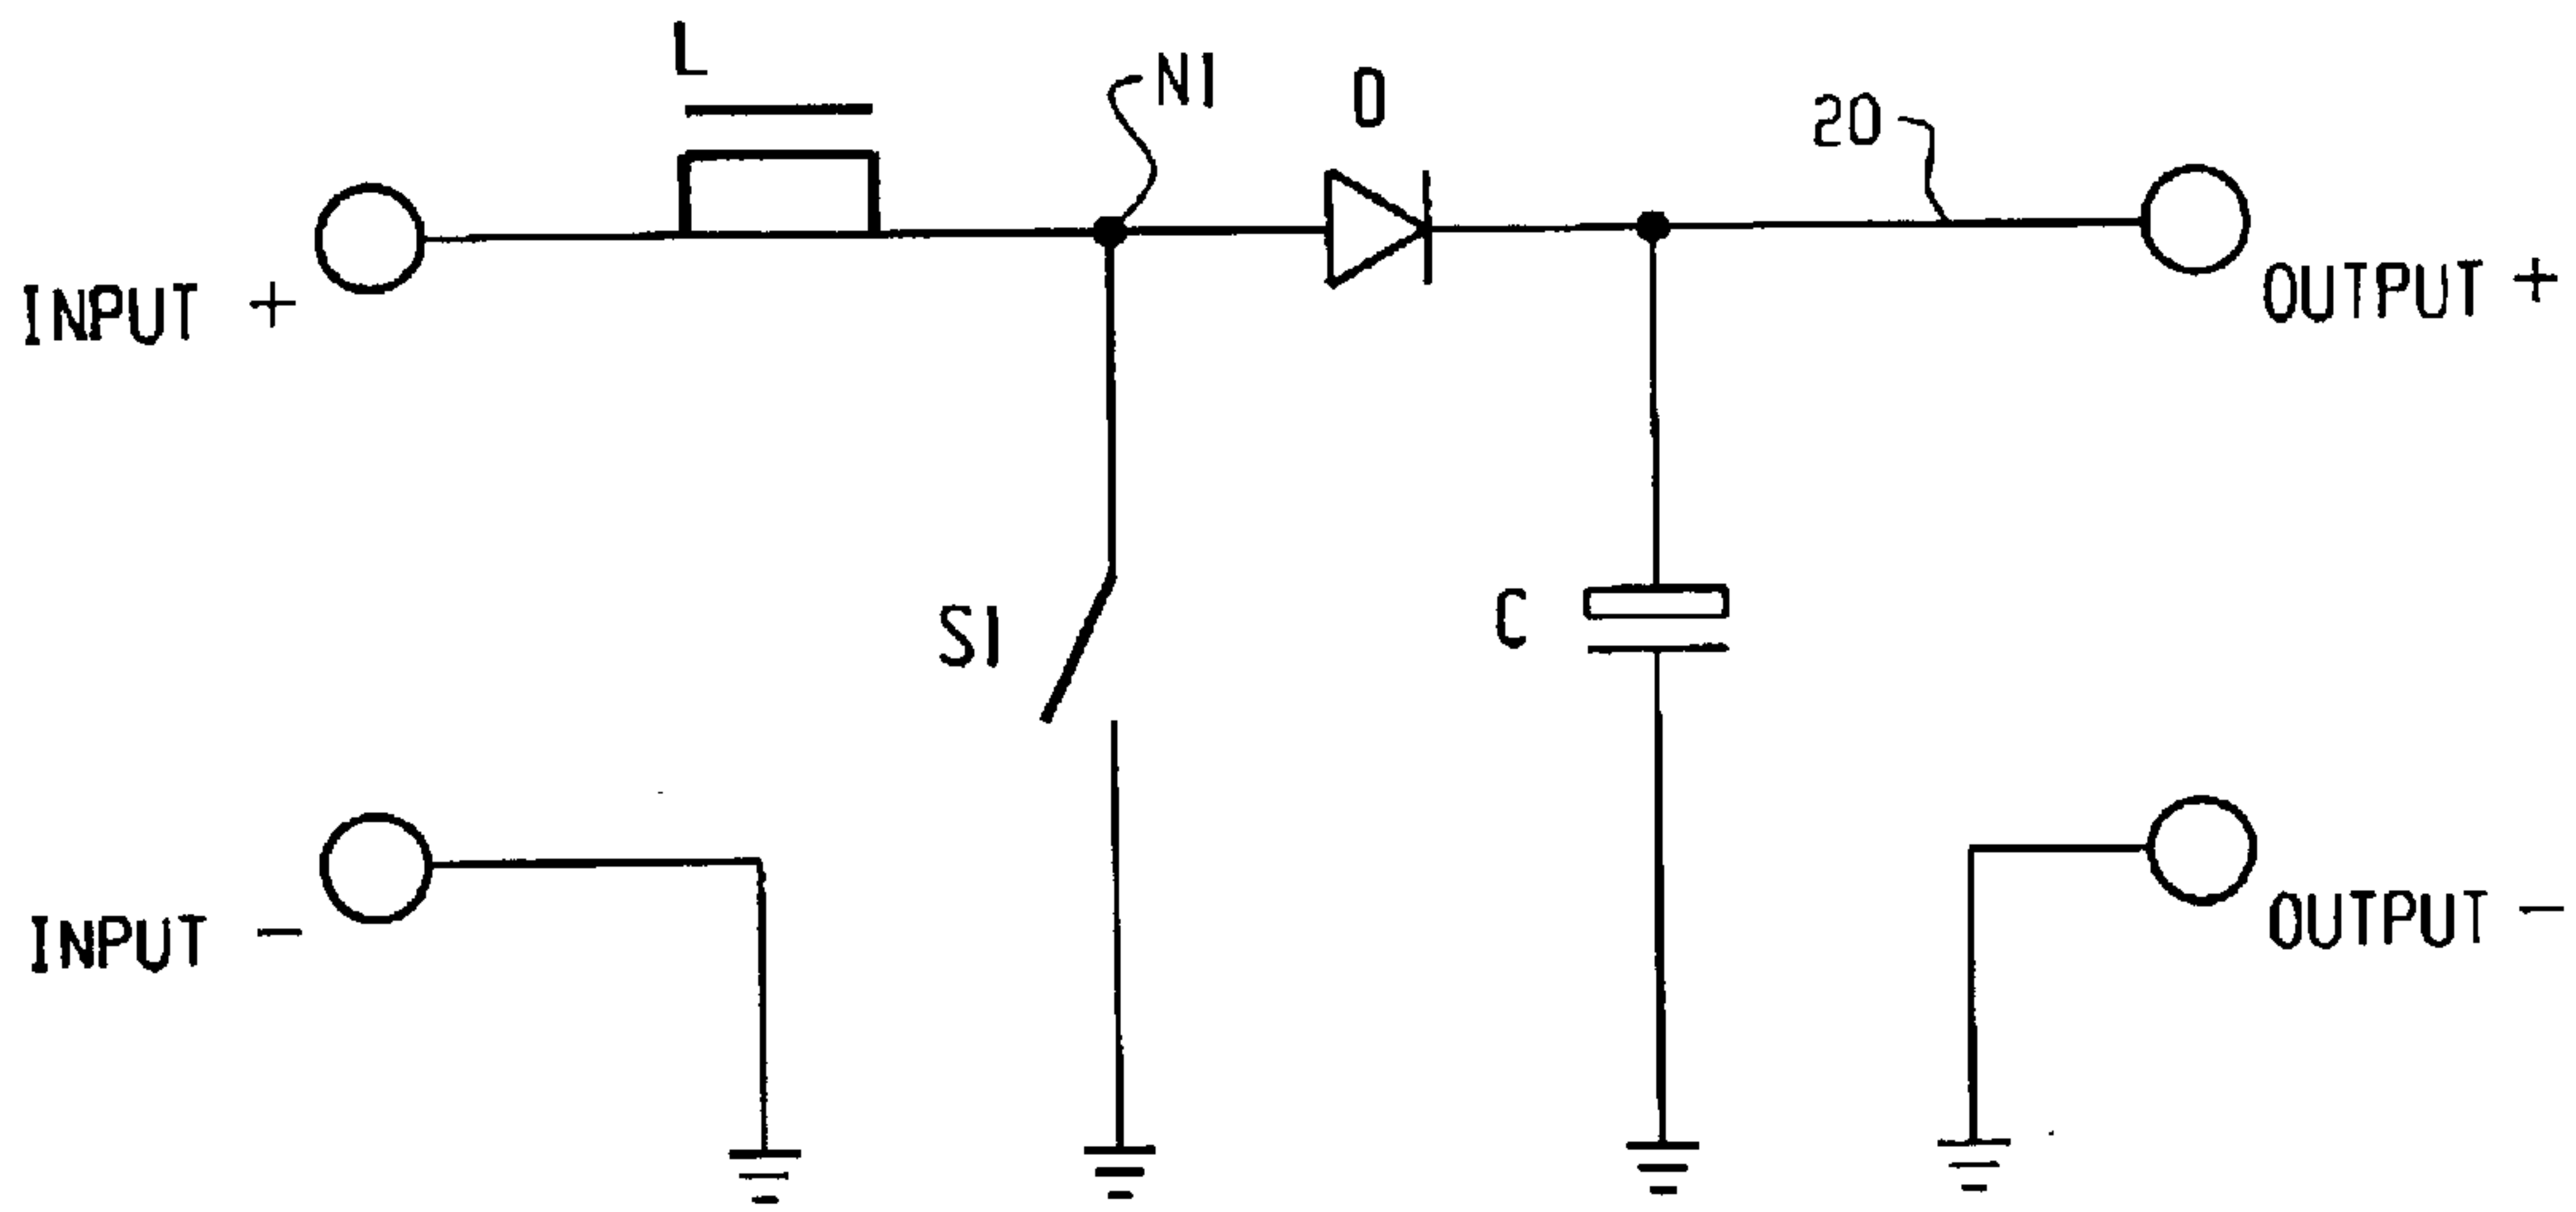 L
N1
D
20
INPUT +
OUTPUT +
S1
C
INPUT -
OUTPUT -